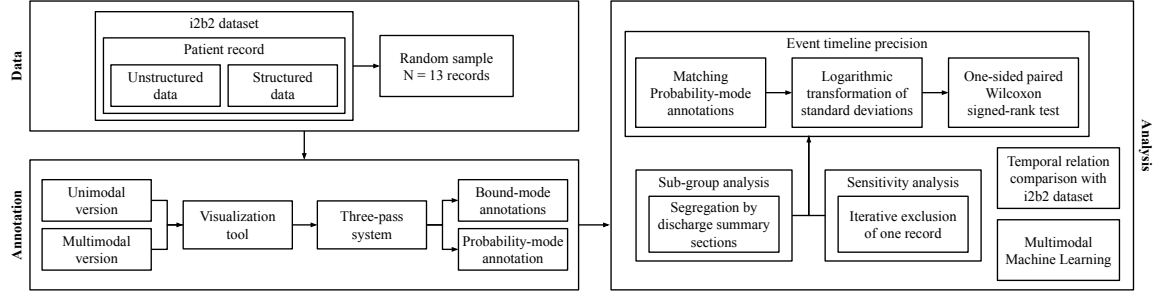 Data
i2b2 dataset
Patient record
Unstructured
data
Structured
data
Random sample
N = 13 records
Annotation
Unimodal
version
Multimodal
version
Visualization
tool
Three-pass
system
Bound-mode
annotations
Probability-mode
annotation
Analysis
Event timeline precision
Matching
Probability-mode
annotations
Logarithmic
transformation of
standard deviations
One-sided paired
Wilcoxon
signed-rank test
Sub-group analysis
Segregation by
discharge summary
sections
Sensitivity analysis
Iterative exclusion
of one record
Temporal relation
comparison with
i2b2 dataset
Multimodal
Machine Learning